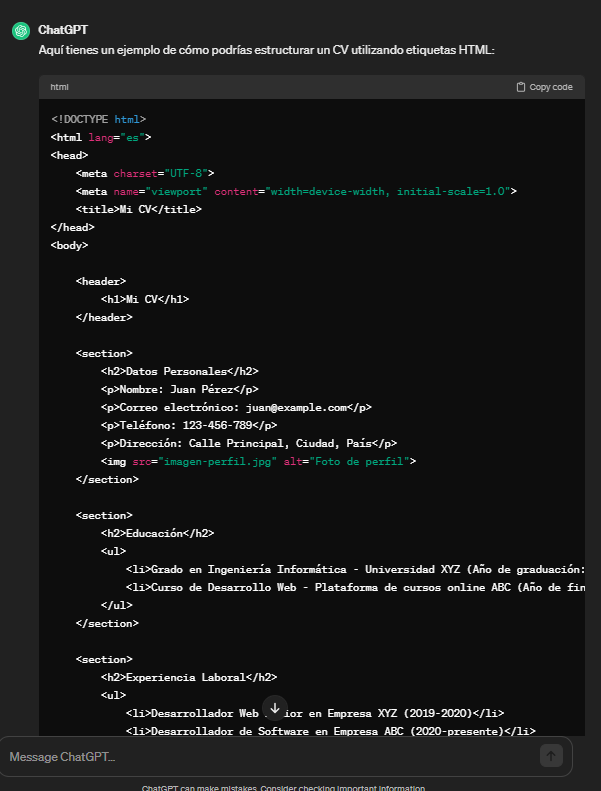 ChatGPT
Aquí tienes un ejemplo de cómo podrías estructurar un CV utilizando etiquetas HTML:
html Copy code
<!DOCTYPE html>
<html lang="es">
<head>
<meta charset="UTF-8">
<meta name="viewport" content="width=device-width, initial-scale=1.0">
<title>Mi CV</title>
</head>
<body>
<header>
<h1>Mi CV</h1>
</header>
<section>
<h2>Datos Personales</h2>
<p>Nombre: Juan Pérez</p>
<p>Correo electrónico: juan@example.com</p>
<p>Teléfono: 123-456-789</p>
<p>Dirección: Calle Principal, Ciudad, País</p>
<img src="imagen-perfil.jpg" alt="Foto de perfil">
</section>
<section>
<h2>Educación</h2>
<ul>
<li>Grado en Ingeniería Informática - Universidad XYZ (Año de graduación:
<li>Curso de Desarrollo Web - Plataforma de cursos online ABC (Año de fin
</ul>
</section>
<section>
<h2>Experiencia Laboral</h2>
<ul>
<li>Desarrollador Web en Empresa XYZ (2019-2020)</li>
<li>Desarrollador de Software en Empresa ABC (2020-presente)</li>
Message ChatGPT...
ChatGPT can make mistakes. Consider checking important information.